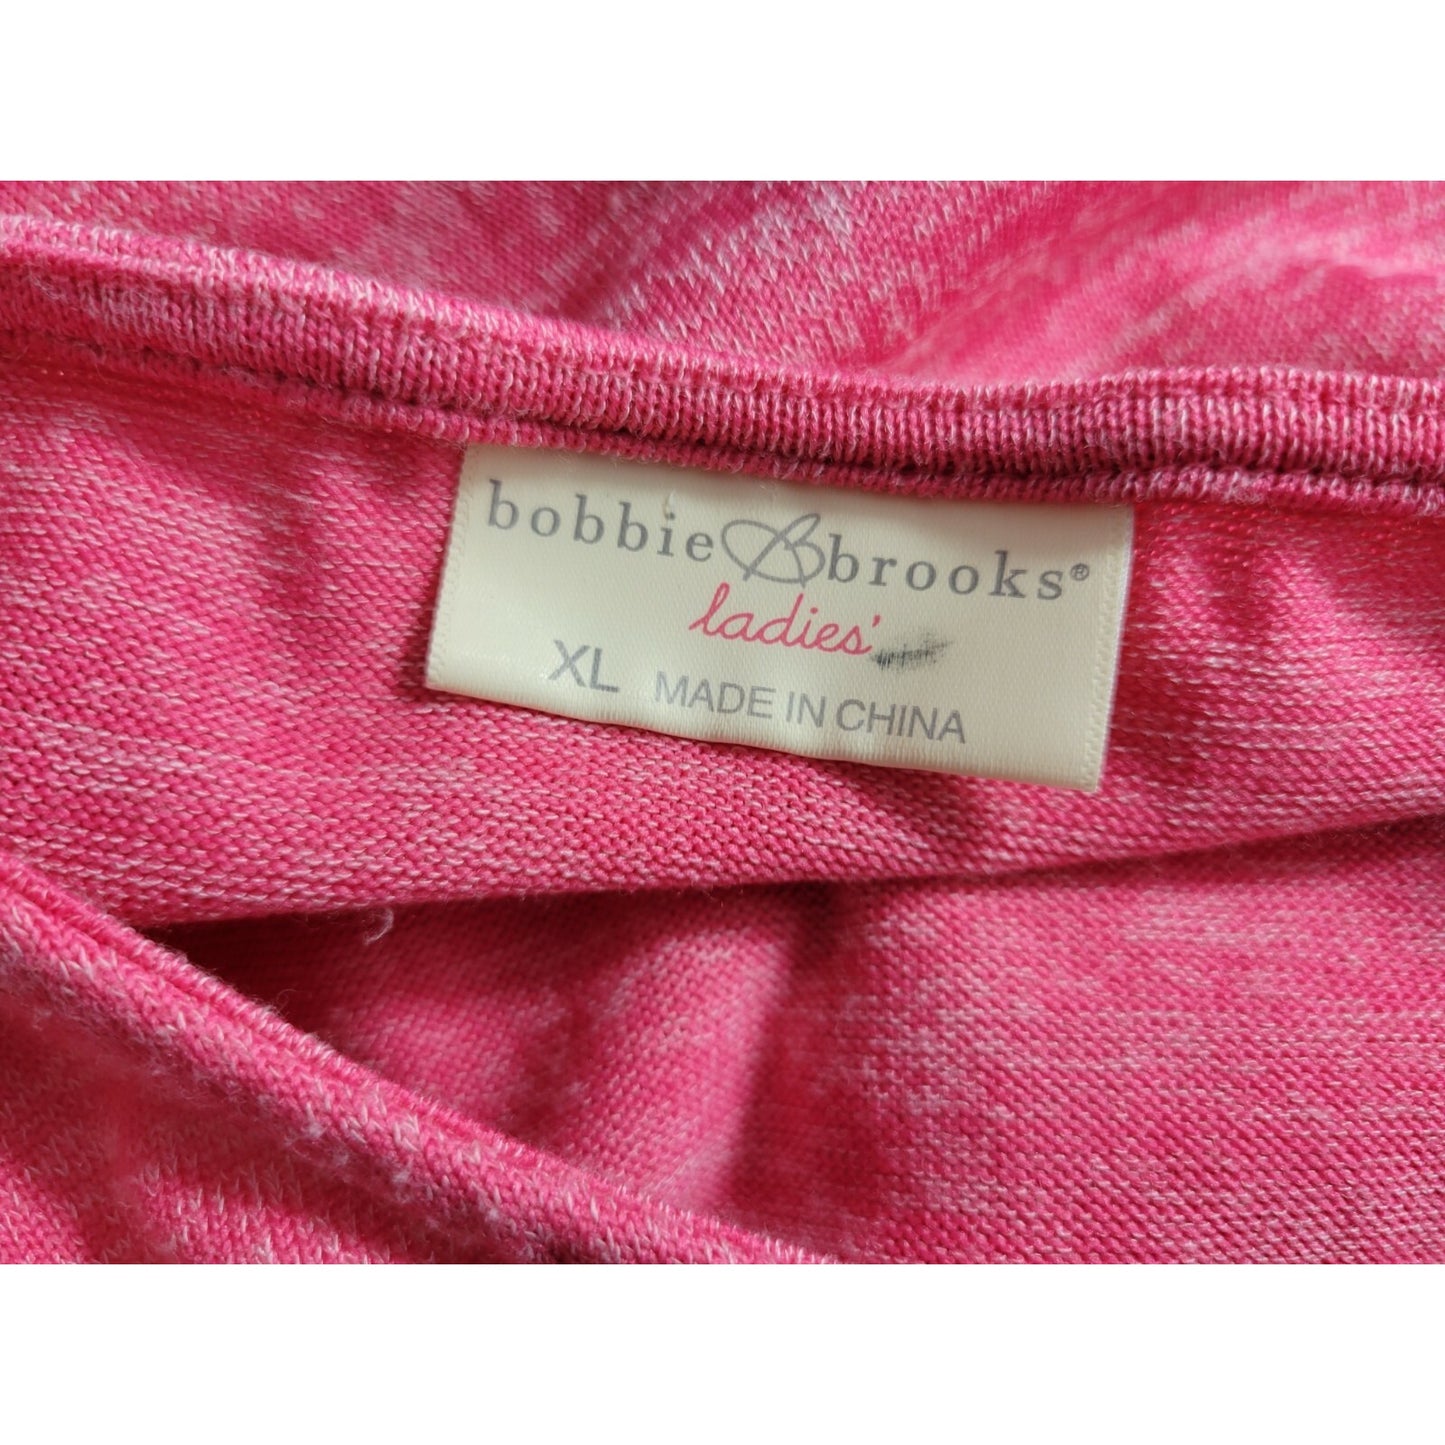 bobbie B brooks®
ladies'
XL MADE IN CHINA